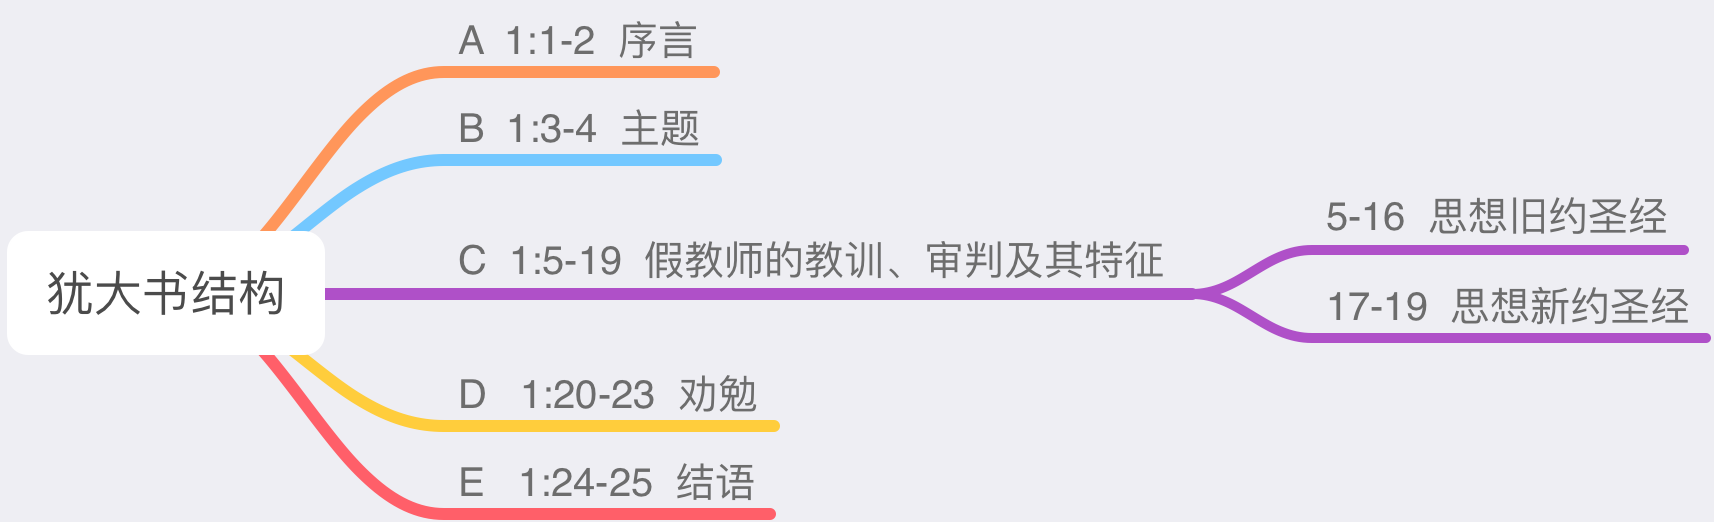 A 1:1-2 序言
B 1:3-4 主题
犹大书结构
C 1:5-19 假教师的教训、审判及其特征
5-16 思想旧约圣经
17-19 思想新约圣经
D 1:20-23 劝勉
E 1:24-25 结语